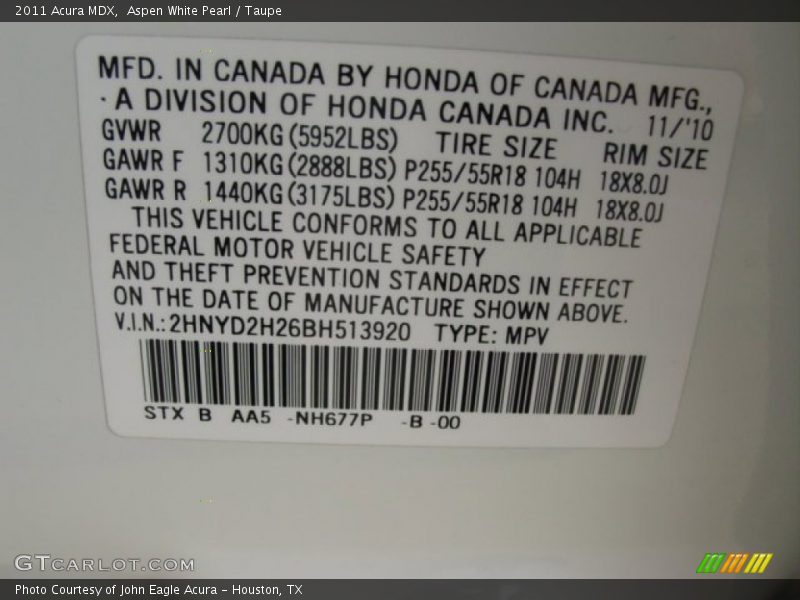 2011 Acura MDX,  Aspen White Pearl / Taupe
MFD. IN CANADA BY HONDA OF CANADA MFG.,
A DIVISION OF HONDA CANADA INC.  11/'10
GVWR  2700KG(5952LBS)  TIRE SIZE  RIM SIZE
GAWR F  1310KG(2888LBS) P255/55R18 104H  18X8.0J
GAWR R  1440KG(3175LBS) P255/55R18 104H  18X8.0J
THIS VEHICLE CONFORMS TO ALL APPLICABLE
FEDERAL MOTOR VEHICLE SAFETY
AND THEFT PREVENTION STANDARDS IN EFFECT
ON THE DATE OF MANUFACTURE SHOWN ABOVE.
V.I.N.: 2HNYD2H26BH513920  TYPE: MPV
STX B  AA5  -NH677P  -B -00
GTCARLOT.COM
Photo Courtesy of John Eagle Acura - Houston, TX